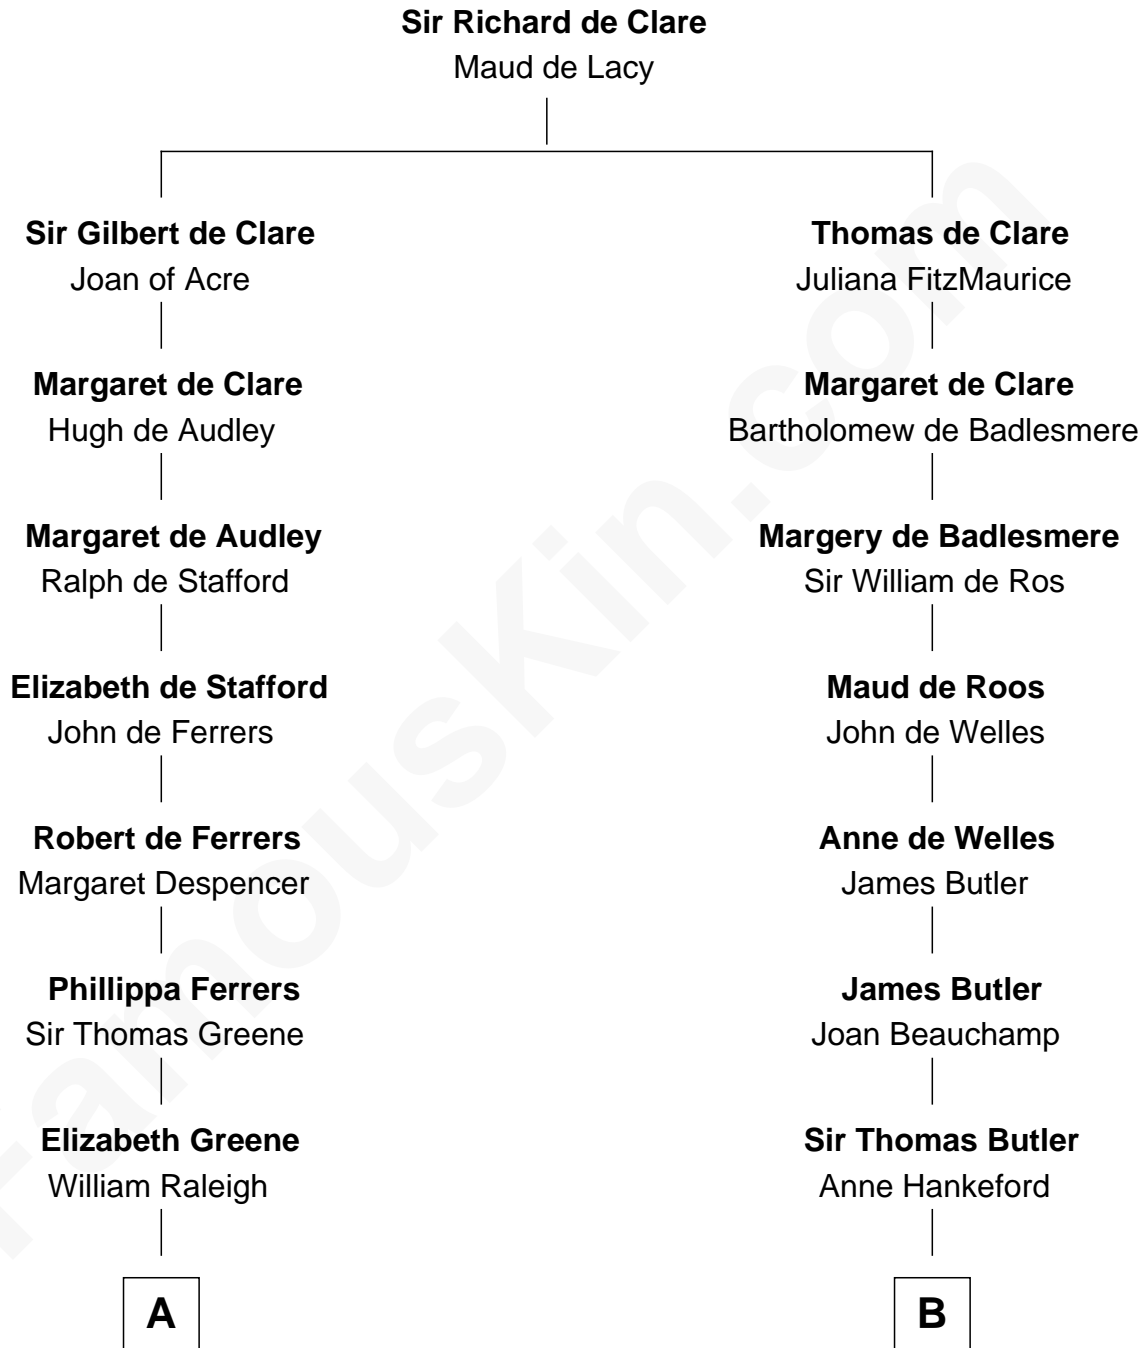 Sir Richard de Clare
Maud de Lacy
Sir Gilbert de Clare
Joan of Acre
Thomas de Clare
Juliana FitzMaurice
Margaret de Clare
Hugh de Audley
Margaret de Clare
Bartholomew de Badlesmere
Margaret de Audley
Ralph de Stafford
Margery de Badlesmere
Sir William de Ros
Elizabeth de Stafford
John de Ferrers
Maud de Roos
John de Welles
Robert de Ferrers
Margaret Despencer
Anne de Welles
James Butler
Phillippa Ferrers
Sir Thomas Greene
James Butler
Joan Beauchamp
Elizabeth Greene
William Raleigh
Sir Thomas Butler
Anne Hankeford
A
B
FamousKin.com